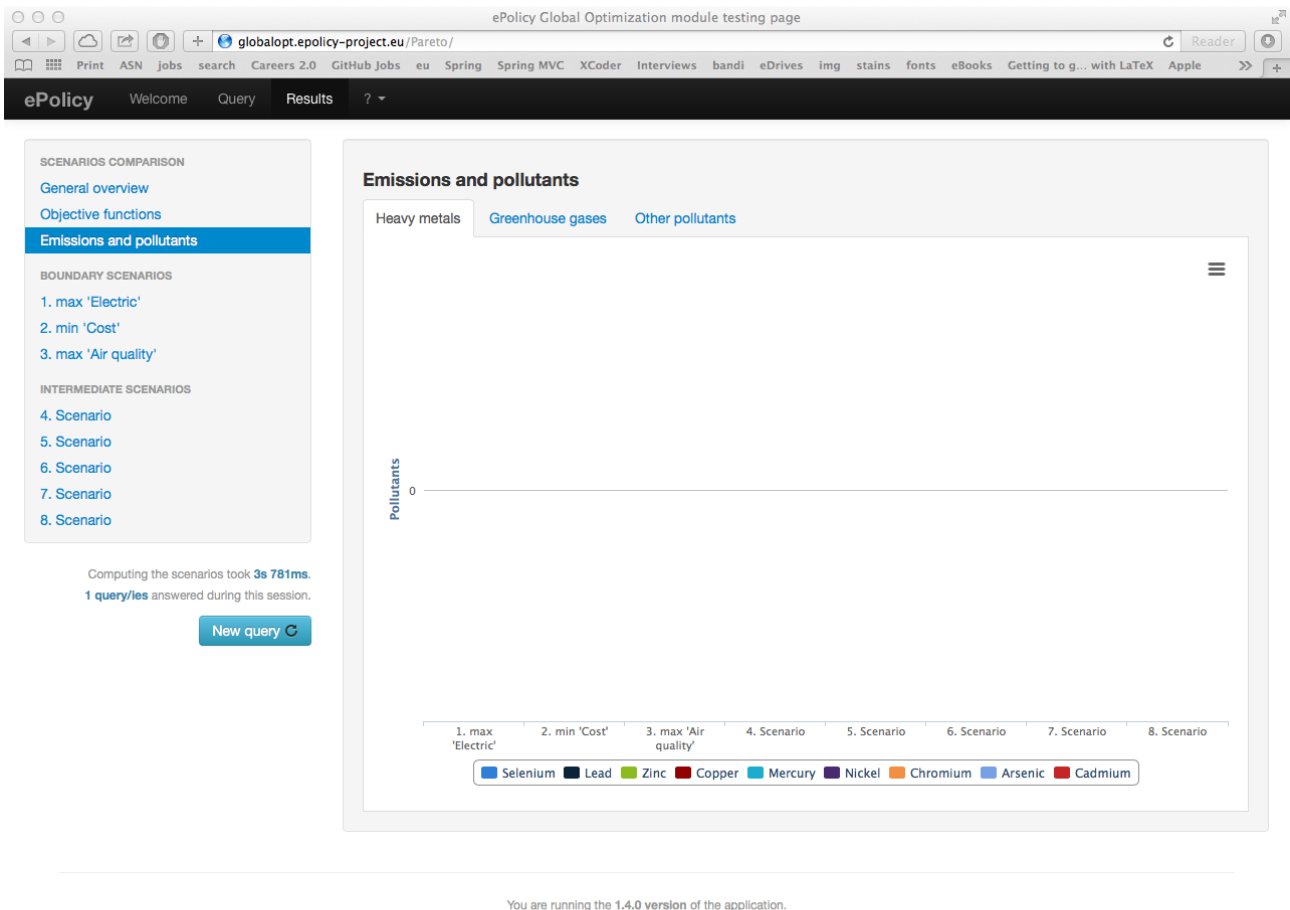 ePolicy Global Optimization module testing page
globalopt.epolicy-project.eu/Pareto/ Reader
Print ASN jobs search Careers 2.0 GitHub Jobs eu Spring Spring MVC XCoder Interviews bandi eDrives img stains fonts eBooks Getting to g... with LaTeX Apple >>
ePolicy Welcome Query Results ?
SCENARIOS COMPARISON
General overview
Objective functions
Emissions and pollutants
BOUNDARY SCENARIOS
1. max 'Electric'
2. min 'Cost'
3. max 'Air quality'
INTERMEDIATE SCENARIOS
4. Scenario
5. Scenario
6. Scenario
7. Scenario
8. Scenario
Computing the scenarios took 3s 781ms.
1 query/ies answered during this session.
New query
Emissions and pollutants
Heavy metals Greenhouse gases Other pollutants
Pollutants
0
1. max 'Electric'
2. min 'Cost'
3. max 'Air quality'
4. Scenario
5. Scenario
6. Scenario
7. Scenario
8. Scenario
Selenium Lead Zinc Copper Mercury Nickel Chromium Arsenic Cadmium
You are running the 1.4.0 version of the application.